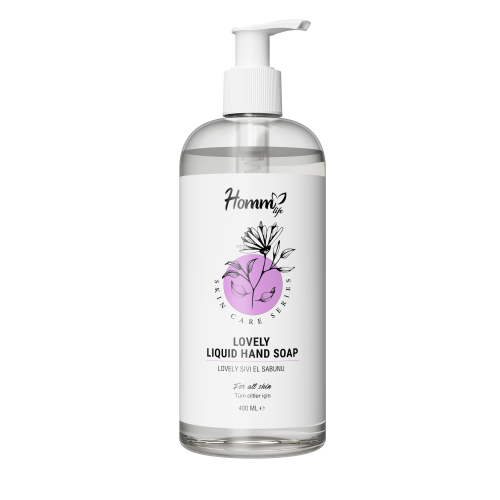 Homm life
SKIN CARE SERIES
LOVELY
LIQUID HAND SOAP
LOVELY SIVI EL SABUNU
For all skin
Tüm ciltler için
400 ML ℮